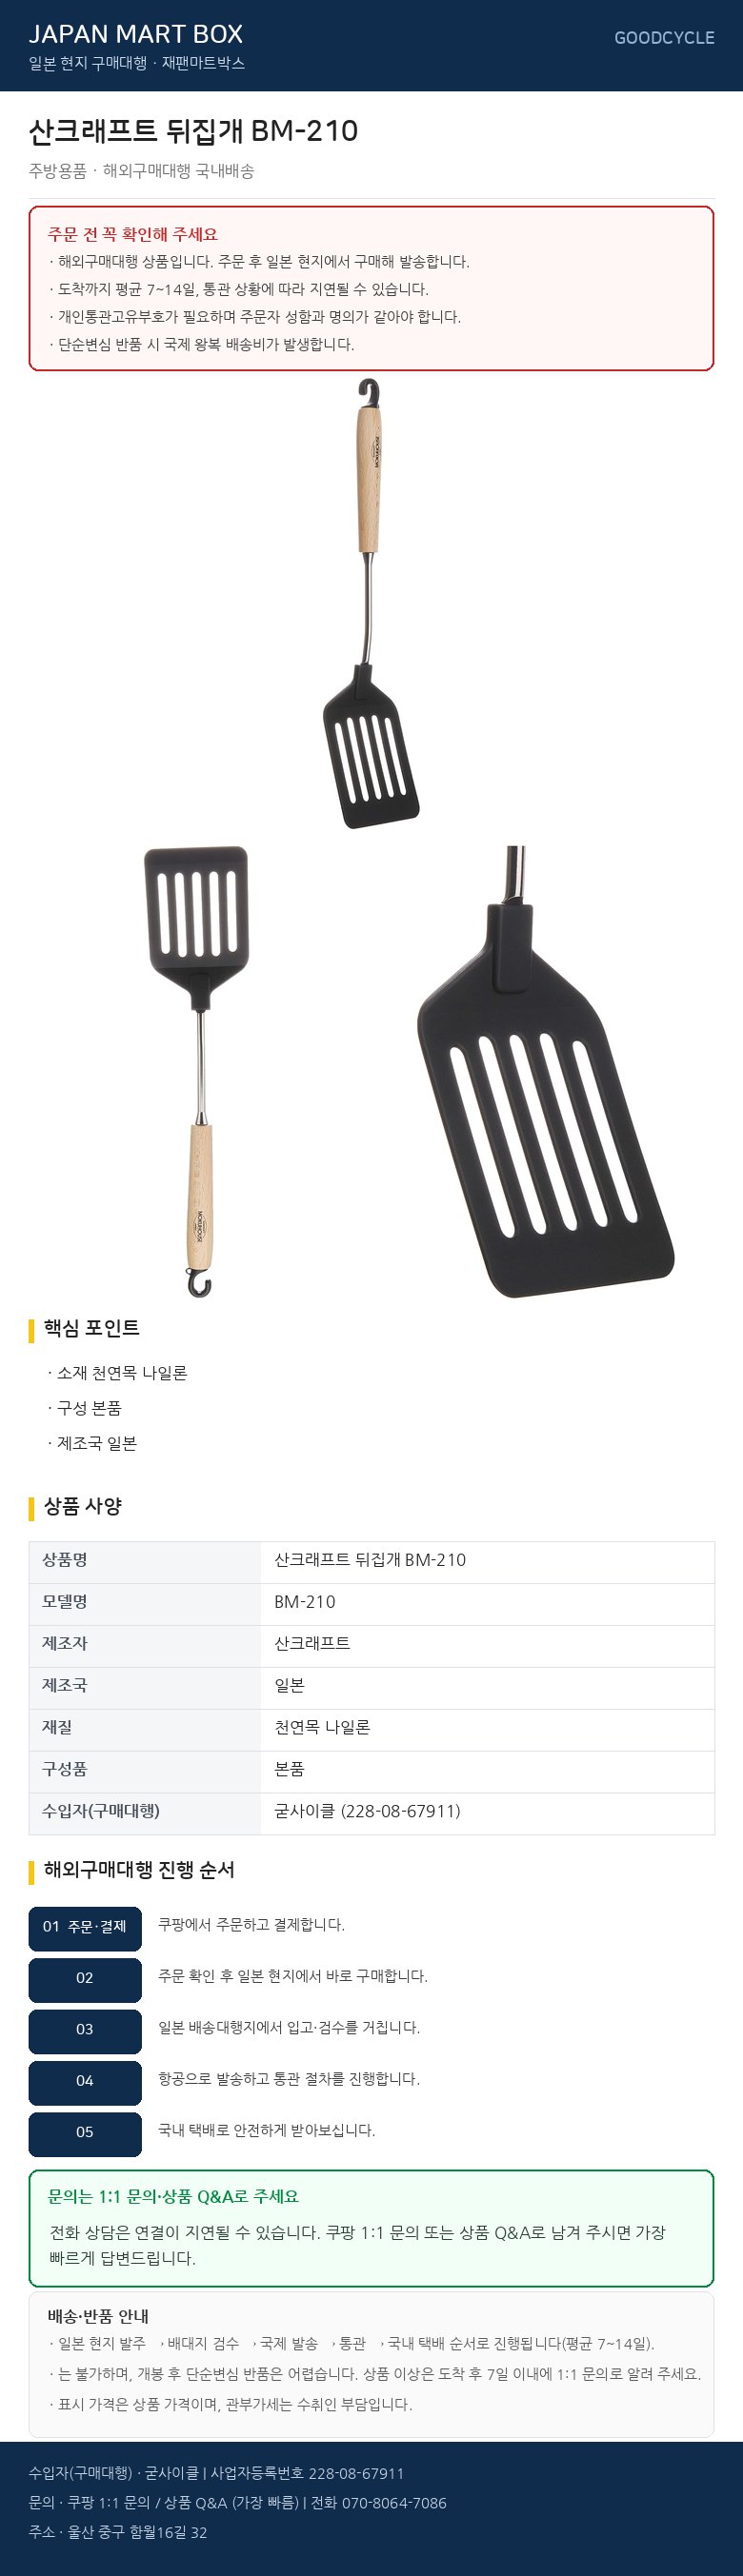 JAPAN MART BOX
GOODCYCLE
일본 현지 구매대행 · 재팬마트박스
산크래프트 뒤집개 BM-210
주방용품 · 해외구매대행 국내배송
주문 전 꼭 확인해 주세요
· 해외구매대행 상품입니다. 주문 후 일본 현지에서 구매해 발송합니다.
· 도착까지 평균 7~14일, 통관 상황에 따라 지연될 수 있습니다.
· 개인통관고유부호가 필요하며 주문자 성함과 명의가 같아야 합니다.
· 단순변심 반품 시 국제 왕복 배송비가 발생합니다.
핵심 포인트
· 소재 천연목 나일론
· 구성 본품
· 제조국 일본
상품 사양
상품명 산크래프트 뒤집개 BM-210
모델명 BM-210
제조자 산크래프트
제조국 일본
재질 천연목 나일론
구성품 본품
수입자(구매대행) 굳사이클 (228-08-67911)
해외구매대행 진행 순서
01 주문·결제 쿠팡에서 주문하고 결제합니다.
02 주문 확인 후 일본 현지에서 바로 구매합니다.
03 일본 배송대행지에서 입고·검수를 거칩니다.
04 항공으로 발송하고 통관 절차를 진행합니다.
05 국내 택배로 안전하게 받아보십니다.
문의는 1:1 문의·상품 Q&A로 주세요
전화 상담은 연결이 지연될 수 있습니다. 쿠팡 1:1 문의 또는 상품 Q&A로 남겨 주시면 가장
빠르게 답변드립니다.
배송·반품 안내
· 일본 현지 발주 › 배대지 검수 › 국제 발송 › 통관 › 국내 택배 순서로 진행됩니다(평균 7~14일).
· 는 불가하며, 개봉 후 단순변심 반품은 어렵습니다. 상품 이상은 도착 후 7일 이내에 1:1 문의로 알려 주세요.
· 표시 가격은 상품 가격이며, 관부가세는 수취인 부담입니다.
수입자(구매대행) · 굳사이클 | 사업자등록번호 228-08-67911
문의 · 쿠팡 1:1 문의 / 상품 Q&A (가장 빠름) | 전화 070-8064-7086
주소 · 울산 중구 함월16길 32